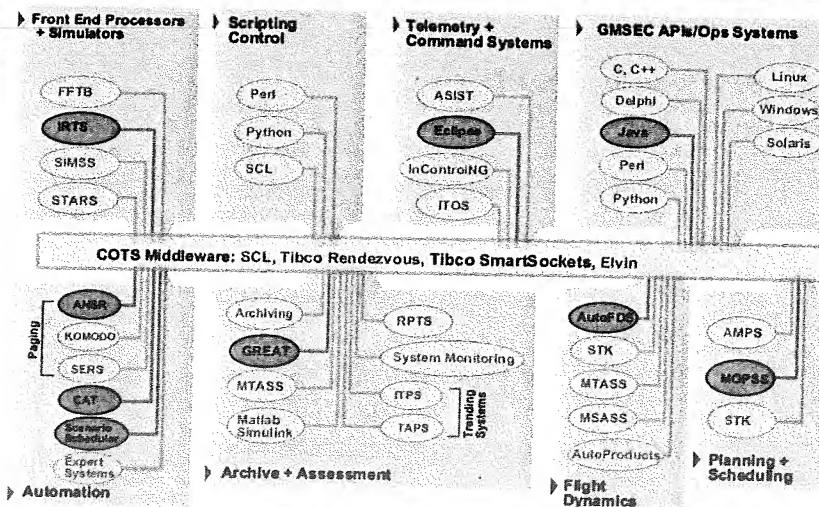 Front End Processors
+ Simulators
FFTB
IRTS
SIMSS
STARS
Scripting
Control
Perl
Python
SCL
Telemetry +
Command Systems
ASIST
Eclipse
InControlNG
ITOS
GMSEC APIs/Ops Systems
C, C++
Delphi
Java
Perl
Python
Linux
Windows
Solaris
COTS Middleware: SCL, Tibco Rendezvous, Tibco SmartSockets, Elvin
Paging
ANSR
KOMODO
SERS
CAT
Scenario
Scheduler
Expert
Systems
Automation
Archiving
GREAT
MTASS
Matlab
Simulink
RPTS
System Monitoring
ITPS
TAPS
Trending
Systems
Archive + Assessment
AutoFDS
STK
MTASS
MSASS
AutoProducts
Flight
Dynamics
AMPS
MOPSS
STK
Planning +
Scheduling